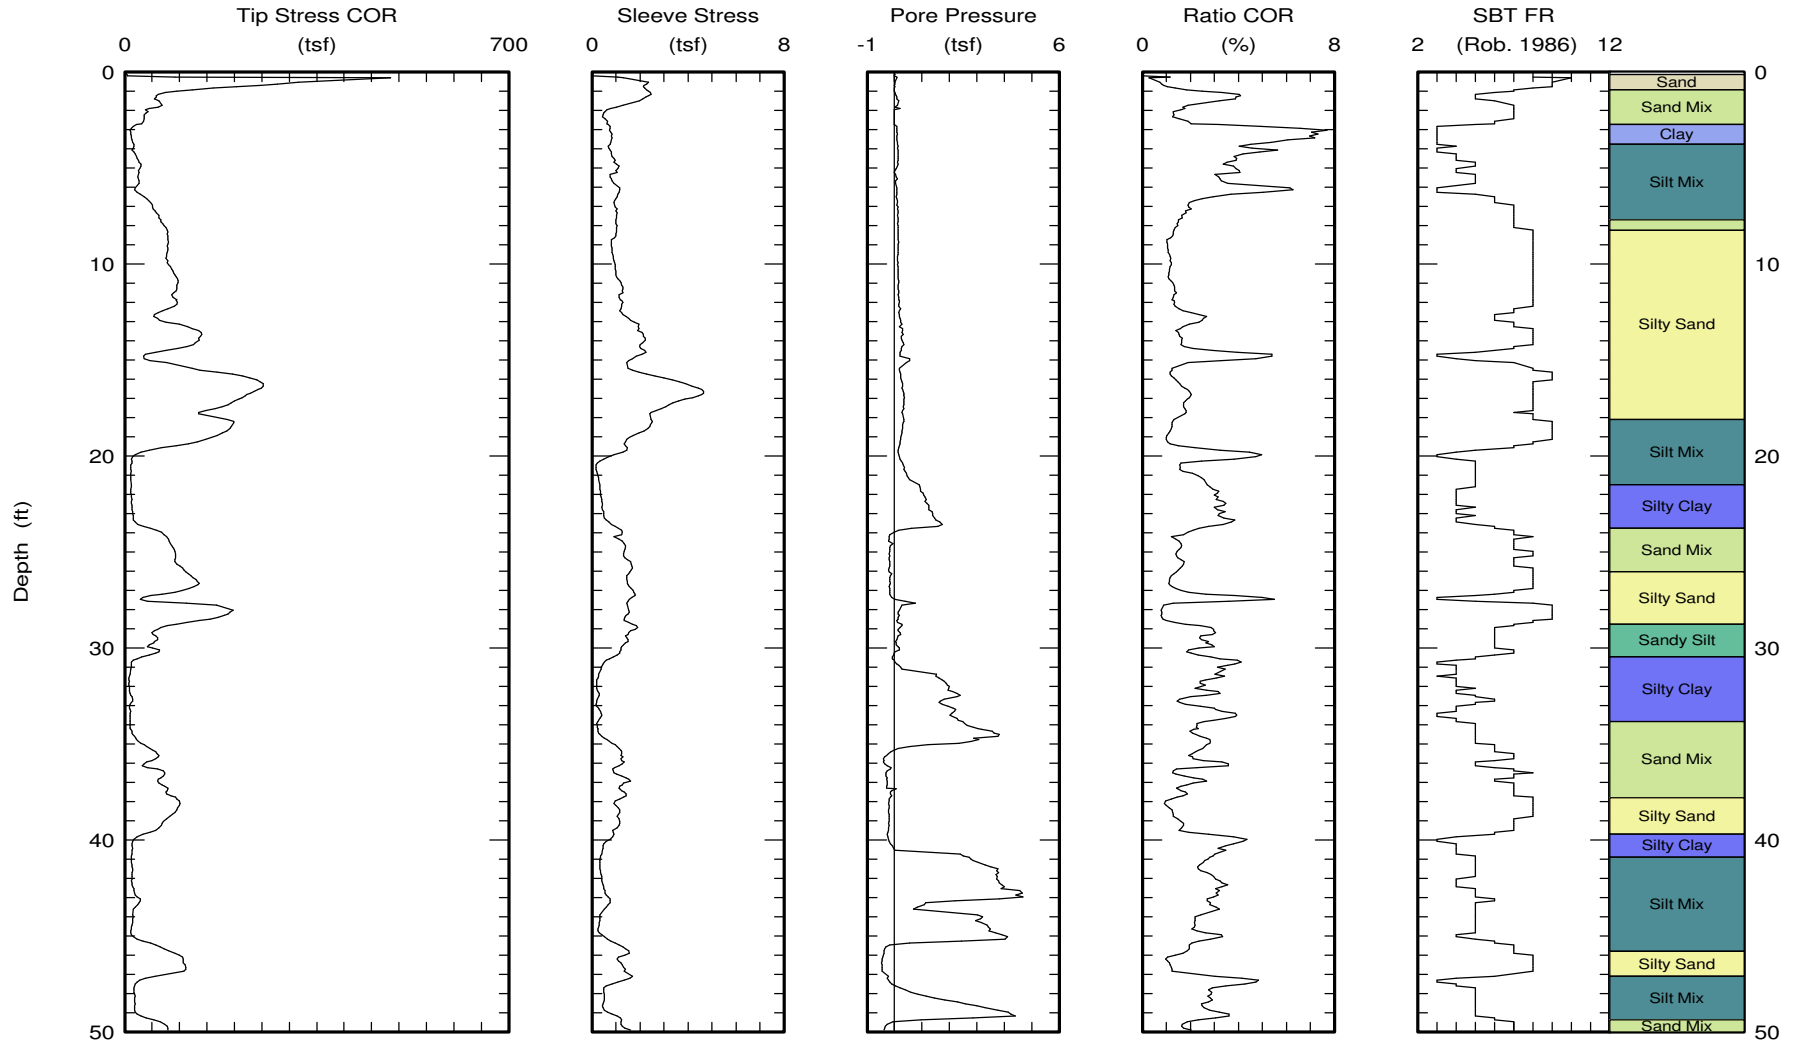 Tip Stress COR
Sleeve Stress
Pore Pressure
Ratio COR
SBT FR
0 (tsf) 700
0 (tsf) 8
-1 (tsf) 6
0 (%) 8
2 (Rob. 1986) 12
0
10
20
30
40
50
Depth (ft)
Sand
Sand Mix
Clay
Silt Mix
Silty Sand
Silt Mix
Silty Clay
Sand Mix
Silty Sand
Sandy Silt
Silty Clay
Sand Mix
Silty Sand
Silty Clay
Silt Mix
Silty Sand
Silt Mix
Sand Mix
0
10
20
30
40
50